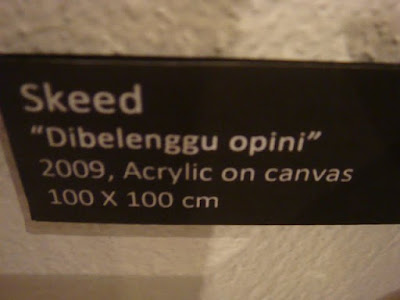 Skeed
“Dibelenggu opini”
2009, Acrylic on canvas
100 X 100 cm